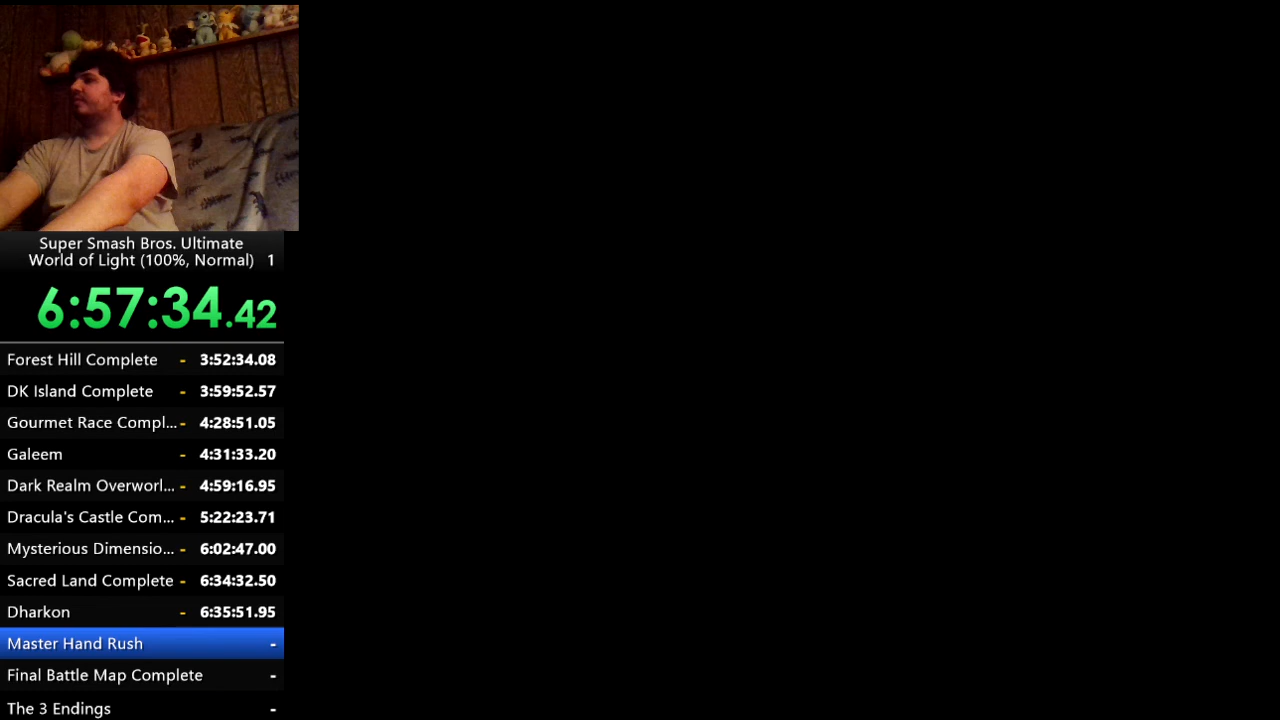 Super Smash Bros. Ultimate
World of Light (100%, Normal) 1
6:57:34.42
Forest Hill Complete - 3:52:34.08
DK Island Complete - 3:59:52.57
Gourmet Race Compl... - 4:28:51.05
Galeem - 4:31:33.20
Dark Realm Overworl... - 4:59:16.95
Dracula's Castle Com... - 5:22:23.71
Mysterious Dimensio... - 6:02:47.00
Sacred Land Complete - 6:34:32.50
Dharkon - 6:35:51.95
Master Hand Rush -
Final Battle Map Complete -
The 3 Endings -